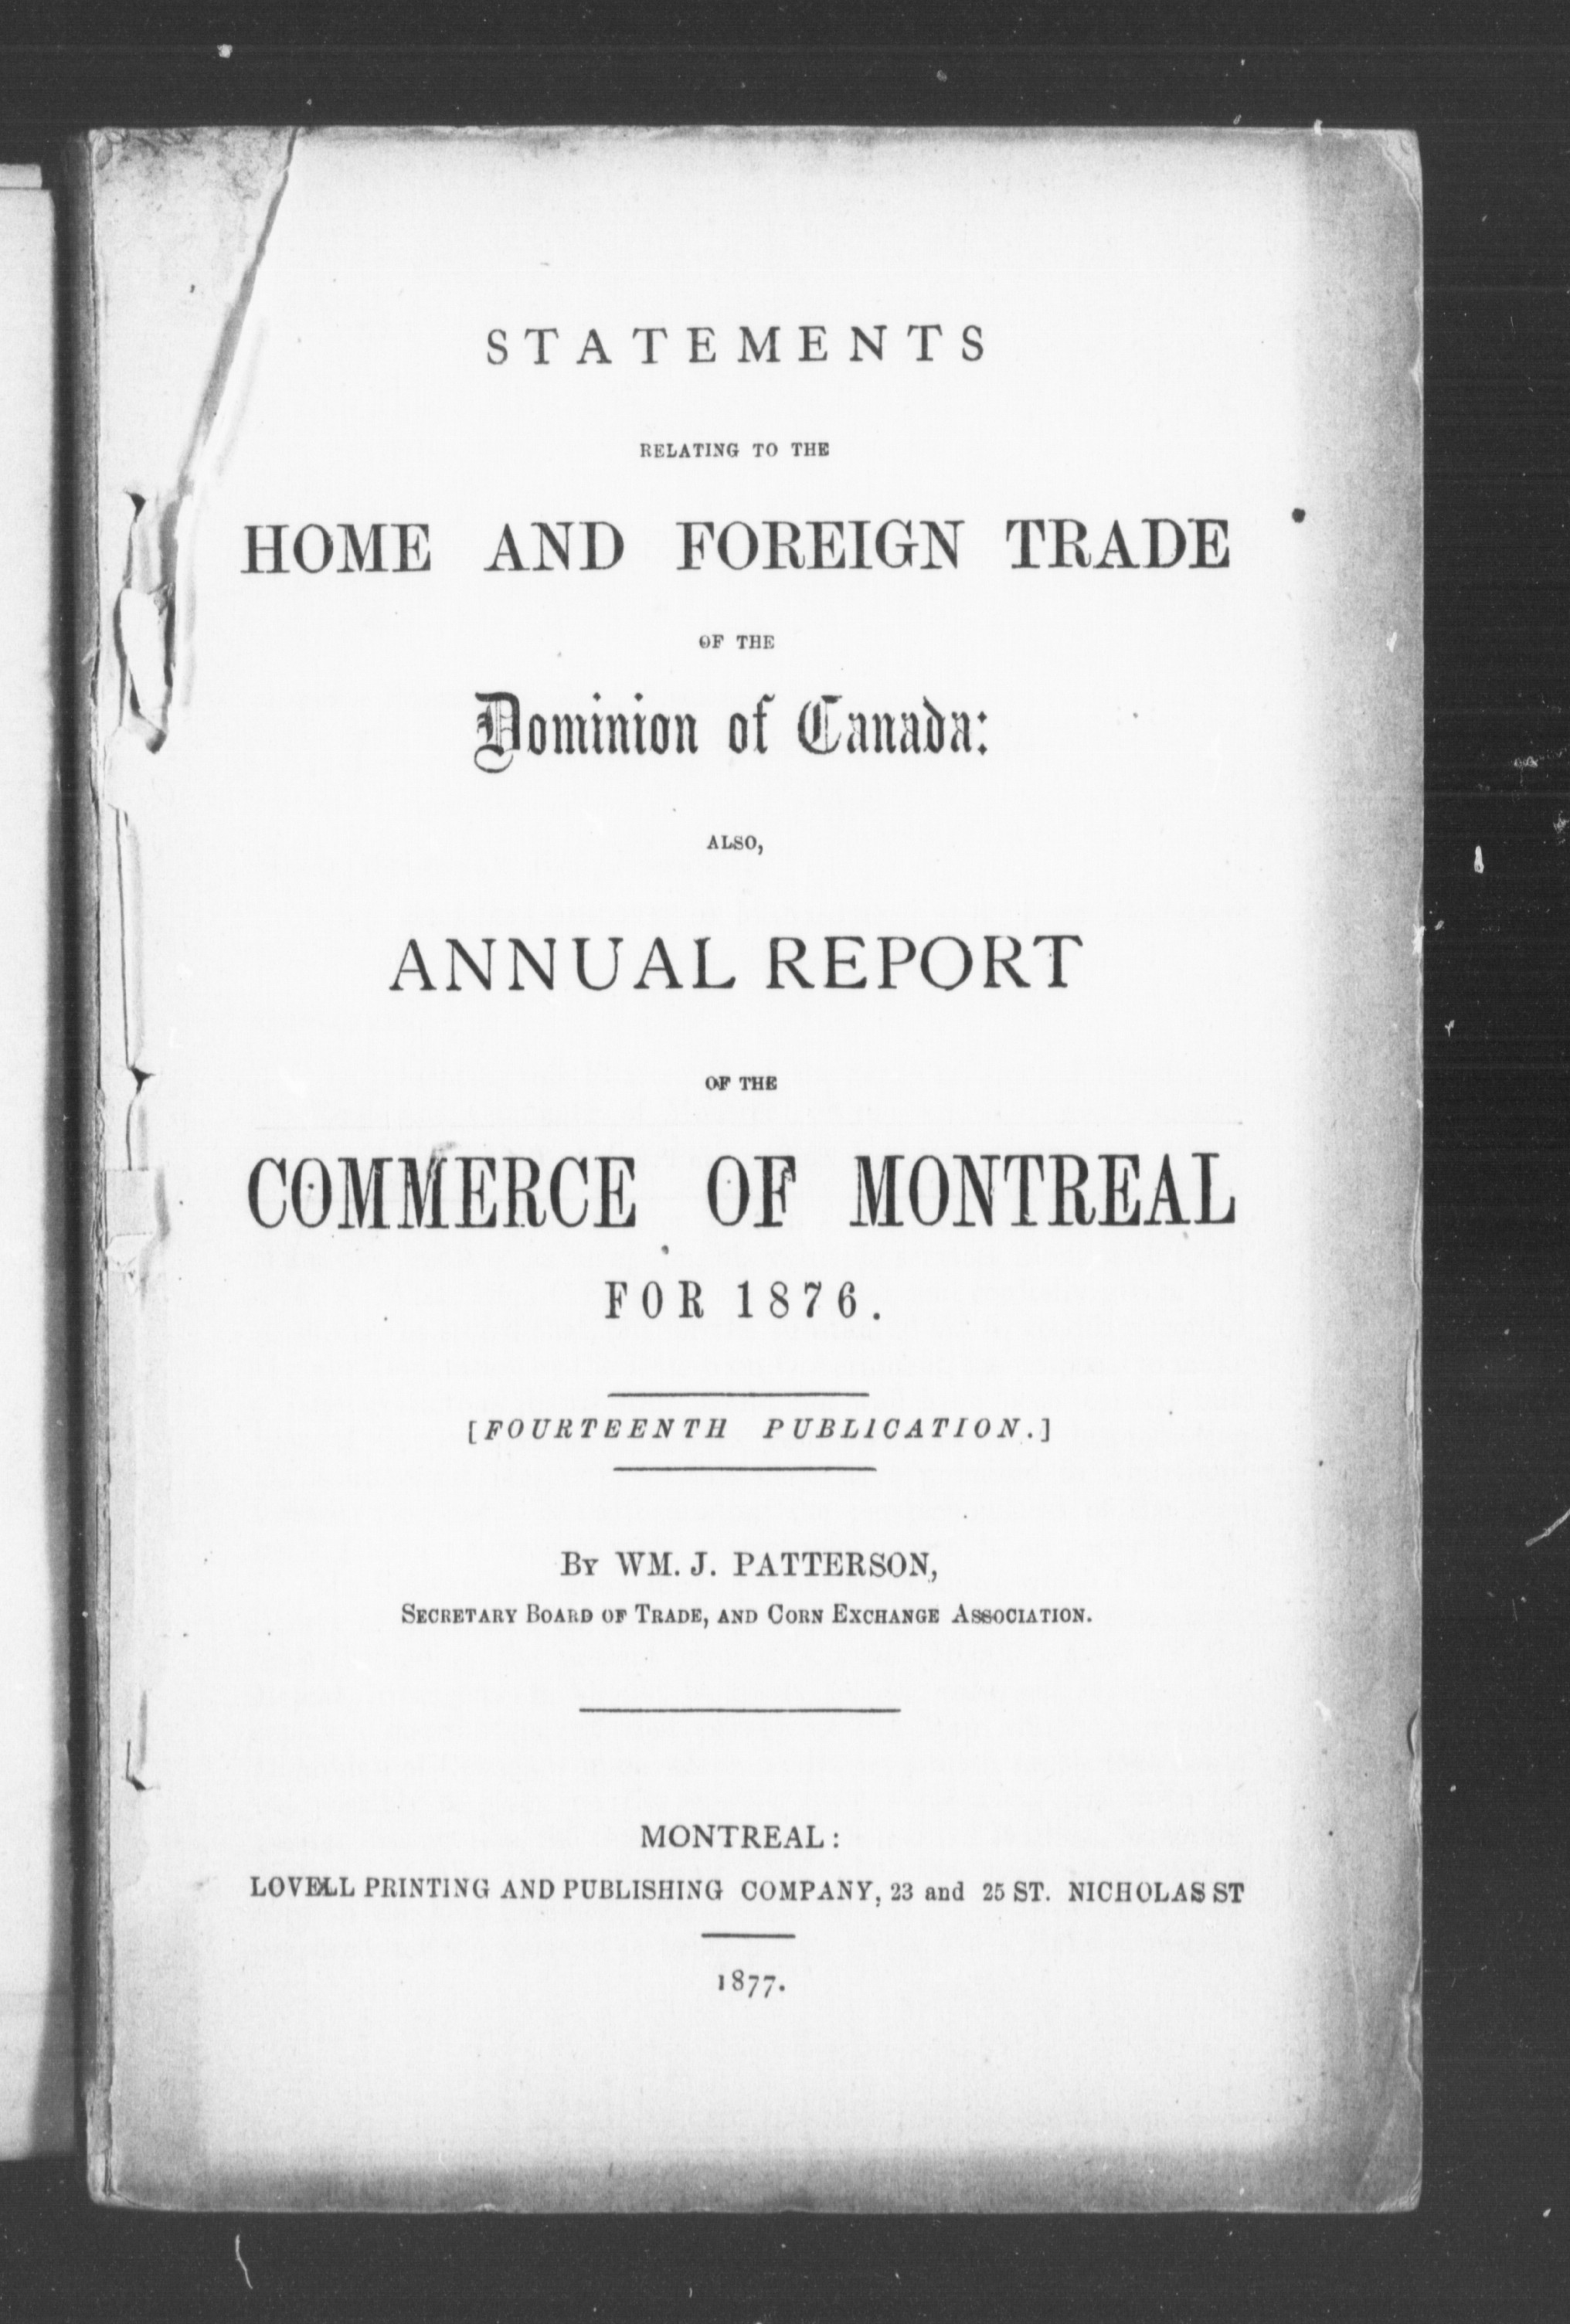 STATEMENTS
RELATING TO THE
HOME AND FOREIGN TRADE
OF THE
Dominion of Canada:
ALSO,
ANNUAL REPORT
OF THE
COMMERCE OF MONTREAL
FOR 1876.
[FOURTEENTH PUBLICATION.]
By WM. J. PATTERSON,
Secretary Board of Trade, and Corn Exchange Association.
MONTREAL:
LOVELL PRINTING AND PUBLISHING COMPANY, 23 and 25 ST. NICHOLAS ST
1877.